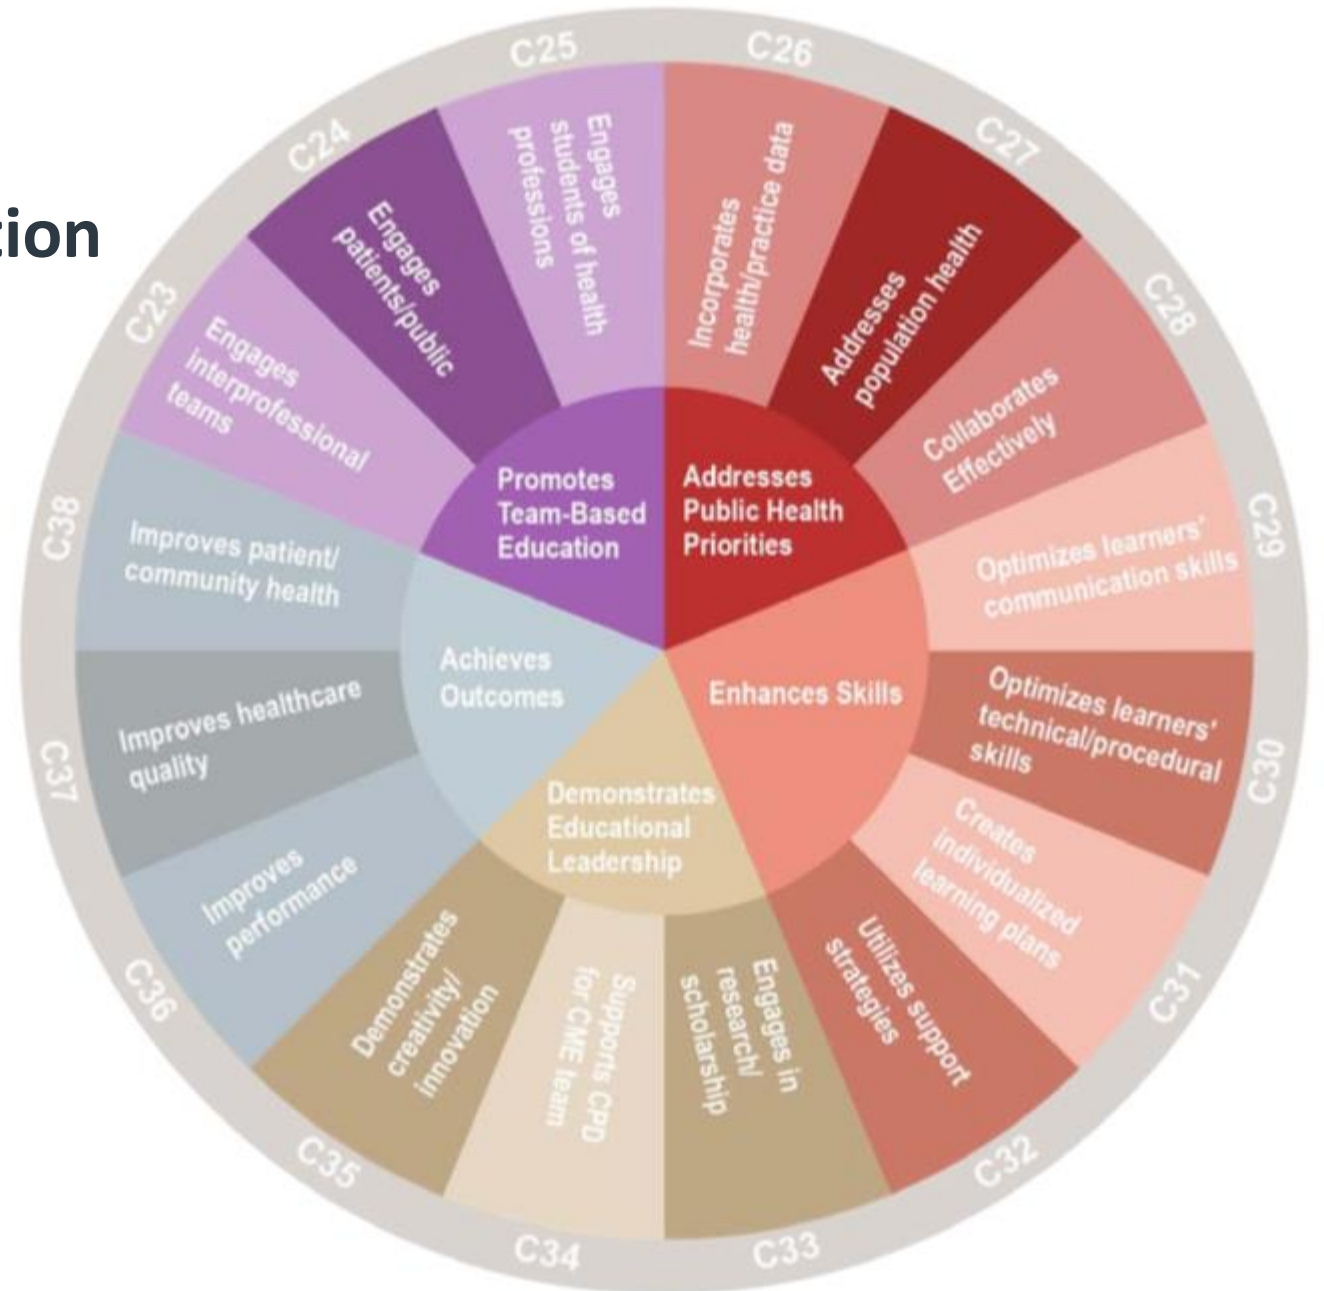 tion
C23
Engages
interprofessional
teams
C24
Engages
patients/public
C25
Engages
students of health
professions
C26
Incorporates
health/practice data
C27
Addresses
population health
C28
Collaborates
Effectively
C29
Optimizes learners'
communication skills
C30
Optimizes learners'
technical/procedural
skills
C31
Creates
individualized
learning plans
C32
Utilizes support
strategies
C33
Engages in
research/
scholarship
C34
Supports CPD
for CME team
C35
Demonstrates
creativity/
innovation
C36
Improves
performance
C37
Improves healthcare
quality
C38
Improves patient/
community health
Promotes
Team-Based
Education
Addresses
Public Health
Priorities
Enhances Skills
Demonstrates
Educational
Leadership
Achieves
Outcomes